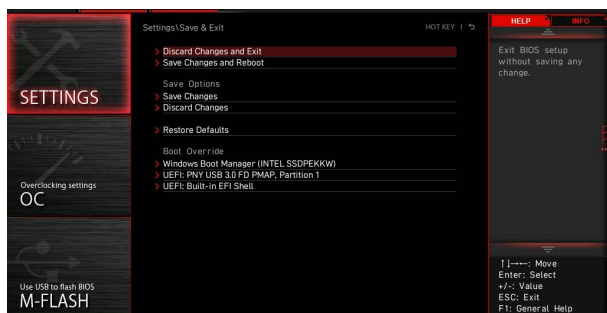 Settings\Save & Exit
HOT KEY
HELP
INFO
> Discard Changes and Exit
> Save Changes and Reboot
Save Options
> Save Changes
> Discard Changes
> Restore Defaults
Boot Override
> Windows Boot Manager (INTEL SSDPEKKW)
> UEFI: PNY USB 3.0 FD PMAP, Partition 1
> UEFI: Built-in EFI Shell
SETTINGS
Overclocking settings
OC
Use USB to flash BIOS
M-FLASH
Exit BIOS setup
without saving any
change.
↑↓→←: Move
Enter: Select
+/-: Value
ESC: Exit
F1: General Help